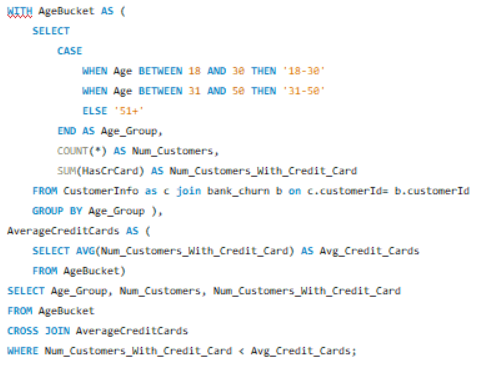 WITH AgeBucket AS (
SELECT
CASE
WHEN Age BETWEEN 18 AND 30 THEN '18-30'
WHEN Age BETWEEN 31 AND 50 THEN '31-50'
ELSE '51+'
END AS Age_Group,
COUNT(*) AS Num_Customers,
SUM(HasCrCard) AS Num_Customers_With_Credit_Card
FROM CustomerInfo as c join bank_churn b on c.customerId= b.customerId
GROUP BY Age_Group ),
AverageCreditCards AS (
SELECT AVG(Num_Customers_With_Credit_Card) AS Avg_Credit_Cards
FROM AgeBucket)
SELECT Age_Group, Num_Customers, Num_Customers_With_Credit_Card
FROM AgeBucket
CROSS JOIN AverageCreditCards
WHERE Num_Customers_With_Credit_Card < Avg_Credit_Cards;